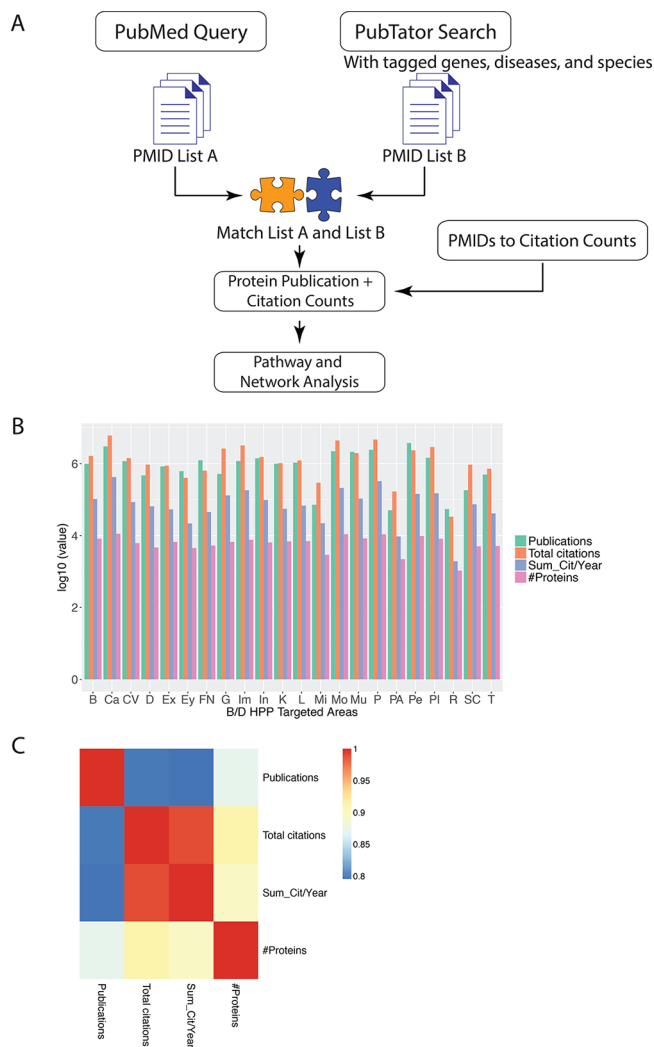 A
PubMed Query
PubTator Search
With tagged genes, diseases, and species
PMID List A
PMID List B
Match List A and List B
PMIDs to Citation Counts
Protein Publication +
Citation Counts
Pathway and
Network Analysis
B
log10 (value)
6
4
2
0
B Ca CV D Ex Ey FN G Im In K L Mi Mo Mu P PA Pe Pl R SC T
B/D HPP Targeted Areas
Publications
Total citations
Sum_Cit/Year
#Proteins
C
Publications
Total citations
Sum_Cit/Year
#Proteins
1
0.95
0.9
0.85
0.8
Publications
Total citations
Sum_Cit/Year
#Proteins